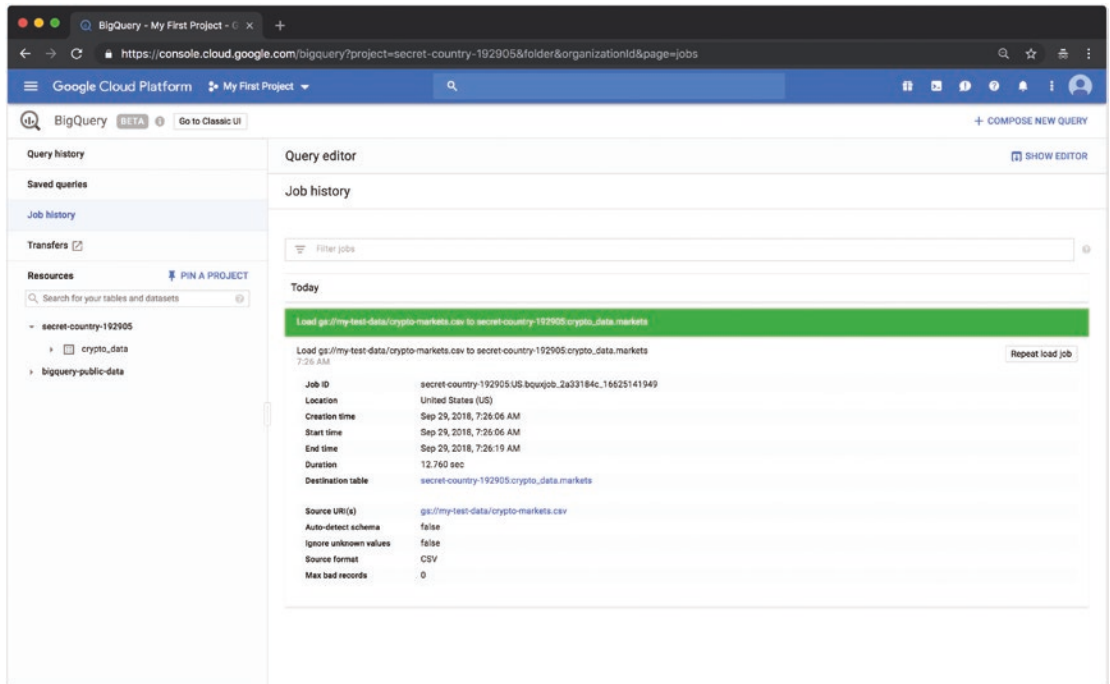 BigQuery - My First Project - G
https://console.cloud.google.com/bigquery?project=secret-country-192905&folder&organizationId&page=jobs
Google Cloud Platform My First Project
BigQuery BETA Go to Classic UI + COMPOSE NEW QUERY
Query history
Saved queries
Job history
Transfers
Resources PIN A PROJECT
Search for your tables and datasets
secret-country-192905
crypto_data
bigquery-public-data
Query editor SHOW EDITOR
Job history
Filter jobs
Today
Load gs://my-test-data/crypto-markets.csv to secret-country-192905:crypto_data.markets
Load gs://my-test-data/crypto-markets.csv to secret-country-192905:crypto_data.markets
7:26 AM
Repeat load job
Job ID secret-country-192905:US.bquxjob_2a33184c_16625141949
Location United States (US)
Creation time Sep 29, 2018, 7:26:06 AM
Start time Sep 29, 2018, 7:26:06 AM
End time Sep 29, 2018, 7:26:19 AM
Duration 12.760 sec
Destination table secret-country-192905:crypto_data.markets
Source URI(s) gs://my-test-data/crypto-markets.csv
Auto-detect schema false
Ignore unknown values false
Source format CSV
Max bad records 0